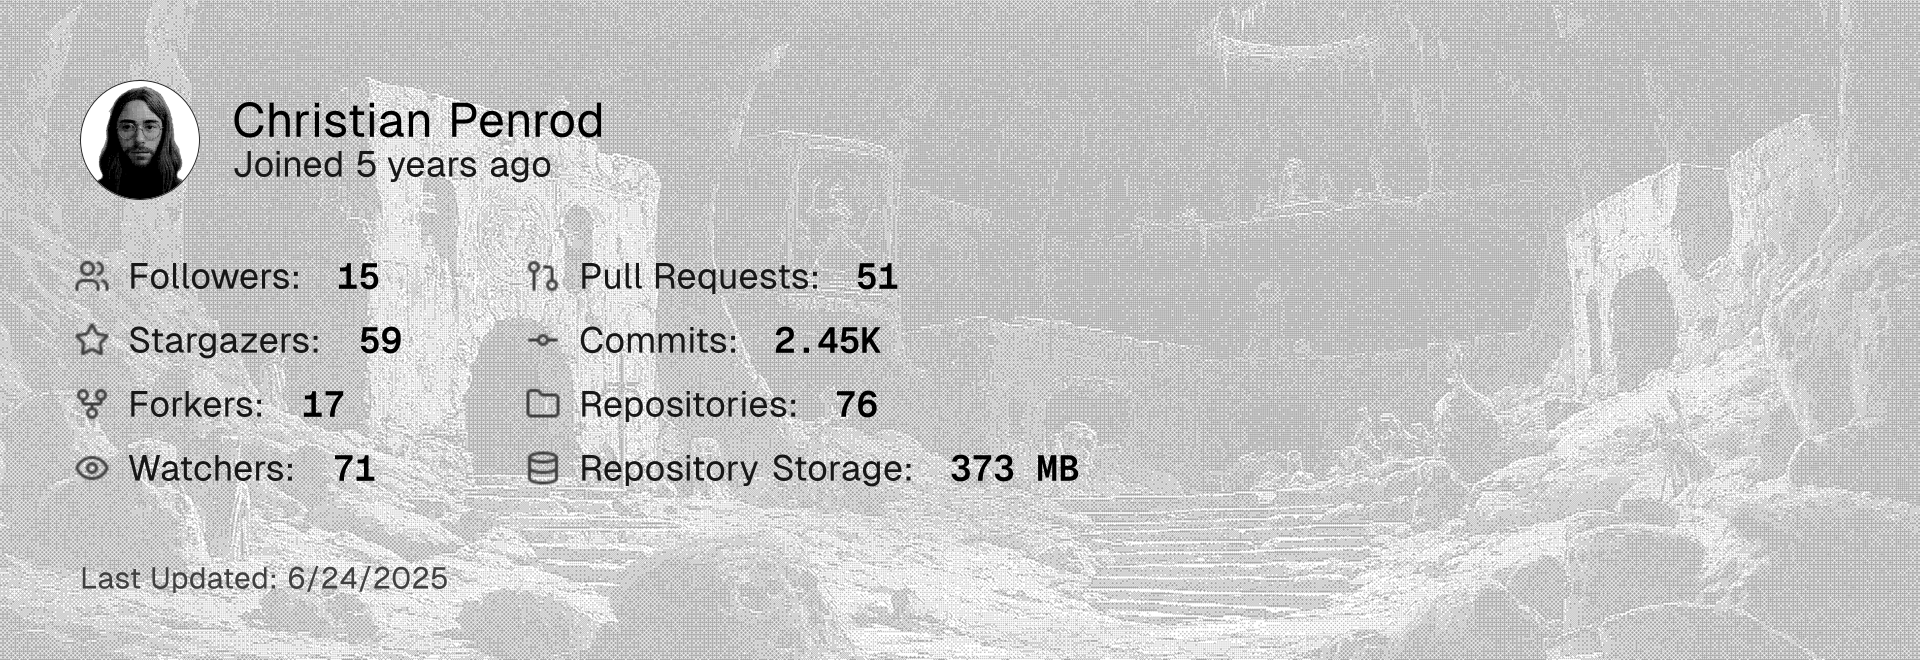 Christian Penrod
Joined 5 years ago
Followers: 15
Stargazers: 59
Forkers: 17
Watchers: 71
Pull Requests: 51
Commits: 2.45K
Repositories: 76
Repository Storage: 373 MB
Last Updated: 6/24/2025